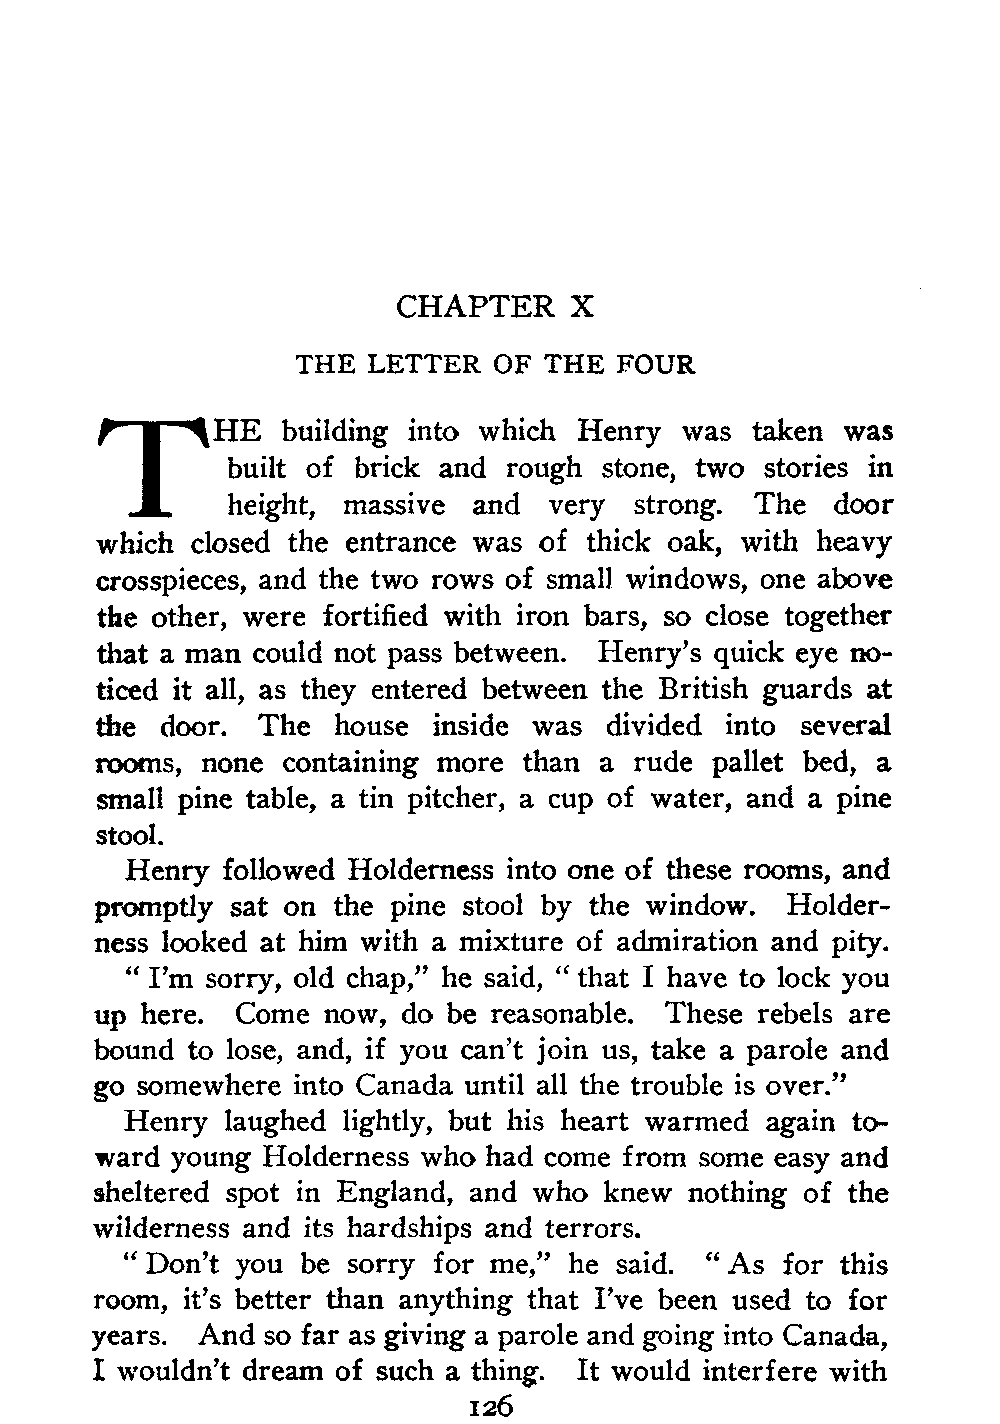 CHAPTER X
THE LETTER OF THE FOUR
THE building into which Henry was taken was
built of brick and rough stone, two stories in
height, massive and very strong. The door
which closed the entrance was of thick oak, with heavy
crosspieces, and the two rows of small windows, one above
the other, were fortified with iron bars, so close together
that a man could not pass between. Henry's quick eye no-
ticed it all, as they entered between the British guards at
the door. The house inside was divided into several
rooms, none containing more than a rude pallet bed, a
small pine table, a tin pitcher, a cup of water, and a pine
stool.
Henry followed Holderness into one of these rooms, and
promptly sat on the pine stool by the window. Holder-
ness looked at him with a mixture of admiration and pity.
“ I'm sorry, old chap,” he said, “ that I have to lock you
up here. Come now, do be reasonable. These rebels are
bound to lose, and, if you can't join us, take a parole and
go somewhere into Canada until all the trouble is over.”
Henry laughed lightly, but his heart warmed again to-
ward young Holderness who had come from some easy and
sheltered spot in England, and who knew nothing of the
wilderness and its hardships and terrors.
“ Don't you be sorry for me,” he said. “ As for this
room, it's better than anything that I've been used to for
years. And so far as giving a parole and going into Canada,
I wouldn't dream of such a thing. It would interfere with
126